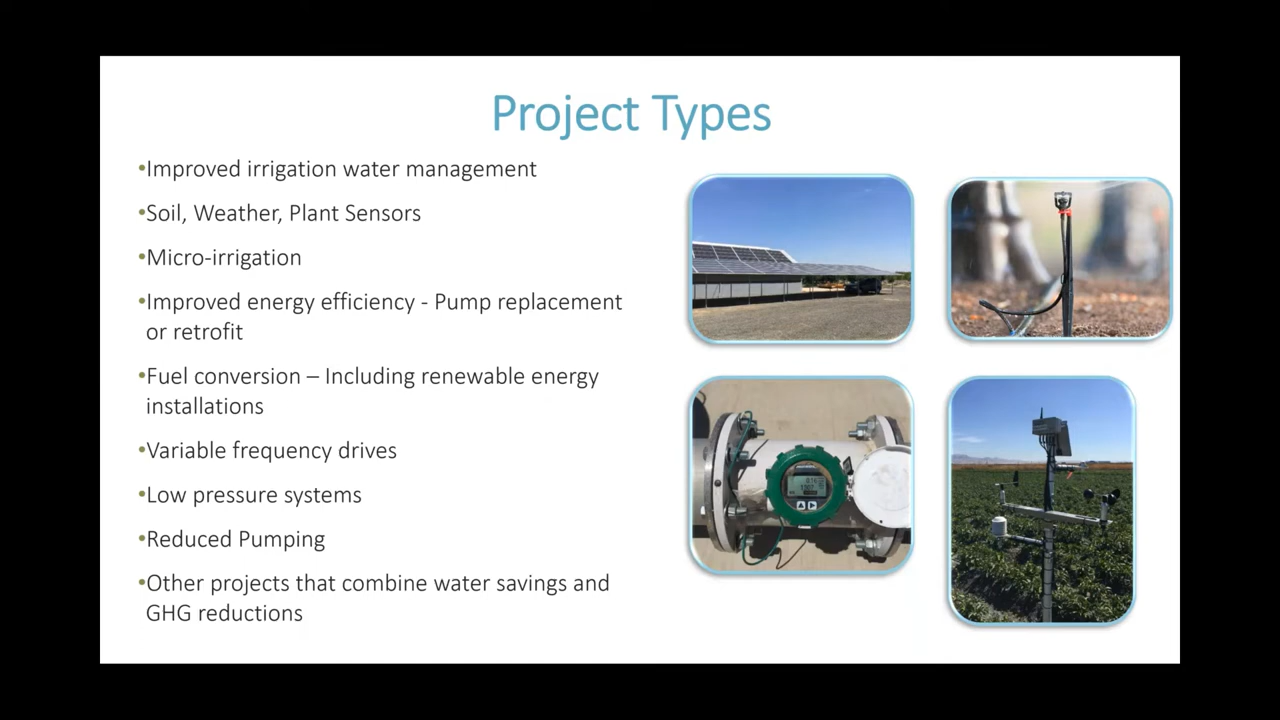 Project Types
•Improved irrigation water management
•Soil, Weather, Plant Sensors
•Micro-irrigation
•Improved energy efficiency - Pump replacement
or retrofit
•Fuel conversion – Including renewable energy
installations
•Variable frequency drives
•Low pressure systems
•Reduced Pumping
•Other projects that combine water savings and
GHG reductions